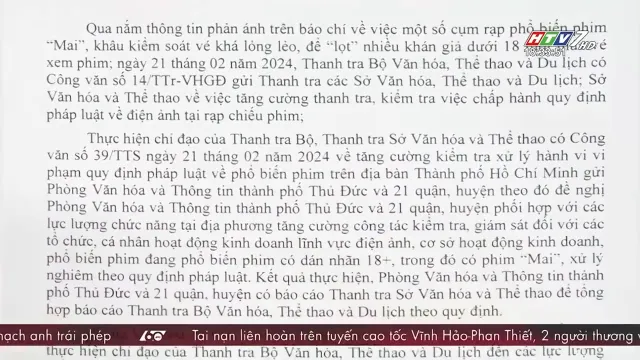 Qua nắm thông tin phản ánh trên báo chí về việc một số cụm rạp phổ biến phim
“Mai”, khâu kiểm soát vé khá lỏng lẻo, để “lọt” nhiều khán giả dưới 18
xem phim; ngày 21 tháng 02 năm 2024, Thanh tra Bộ Văn hóa, Thể thao và Du lịch có
Công văn số 14/TTr-VHGĐ gửi Thanh tra các Sở Văn hóa, Thể thao và Du lịch; Sở
Văn hóa và Thể thao về việc tăng cường thanh tra, kiểm tra việc chấp hành quy định
pháp luật về điện ảnh tại rạp chiếu phim;
Thực hiện chỉ đạo của Thanh tra Bộ, Thanh tra Sở Văn hóa và Thể thao có Công
văn số 39/TTS ngày 21 tháng 02 năm 2024 về tăng cường kiểm tra xử lý hành vi vi
phạm quy định pháp luật về phổ biến phim trên địa bàn Thành phố Hồ Chí Minh gửi
Phòng Văn hóa và Thông tin thành phố Thủ Đức và 21 quận, huyện theo đó đề nghị
Phòng Văn hóa và Thông tin thành phố Thủ Đức và 21 quận, huyện phối hợp với các
lực lượng chức năng tại địa phương tăng cường công tác kiểm tra, giám sát đối với các
tổ chức, cá nhân hoạt động kinh doanh lĩnh vực điện ảnh, cơ sở hoạt động kinh doanh,
phổ biến phim đang phổ biến phim có dán nhãn 18+, trong đó có phim “Mai”, xử lý
nghiêm theo quy định pháp luật. Kết quả thực hiện, Phòng Văn hóa và Thông tin thành
phố Thủ Đức và 21 quận, huyện có báo cáo Thanh tra Sở Văn hóa và Thể thao để tổng
hợp báo cáo Thanh tra Bộ Văn hóa, Thể thao và Du lịch theo quy định.
thực hiện chỉ đạo của Thanh tra Bộ Văn hóa, Thể thao và Du lịch đến các lực lượng
HTV7 HD
mạch anh trái phép
Tai nạn liên hoàn trên tuyến cao tốc Vĩnh Hảo-Phan Thiết, 2 người thương